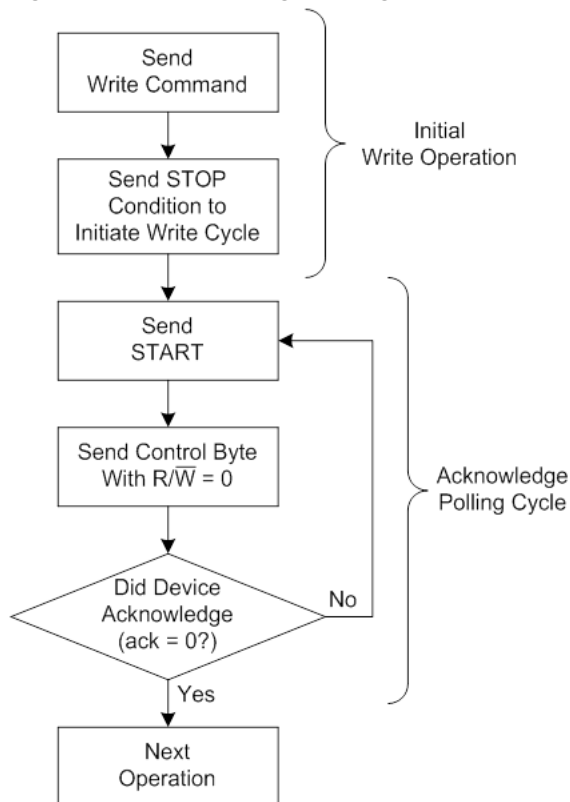 Send
Write Command
Initial
Write Operation
Send STOP
Condition to
Initiate Write Cycle
Send
START
Send Control Byte
With R/W̅ = 0
Acknowledge
Polling Cycle
Did Device
Acknowledge
(ack = 0?)
No
Yes
Next
Operation